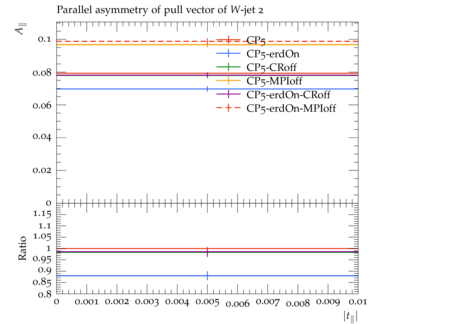 Parallel asymmetry of pull vector of W-jet 2
A∥
0.1
0.08
0.06
0.04
0.02
0
CP5
CP5-erdOn
CP5-CRoff
CP5-MPIoff
CP5-erdOn-CRoff
CP5-erdOn-MPIoff
Ratio
1.15
1.1
1.05
1
0.95
0.9
0.85
0.8
0 0.001 0.002 0.003 0.004 0.005 0.006 0.007 0.008 0.009 0.01
|t∥|